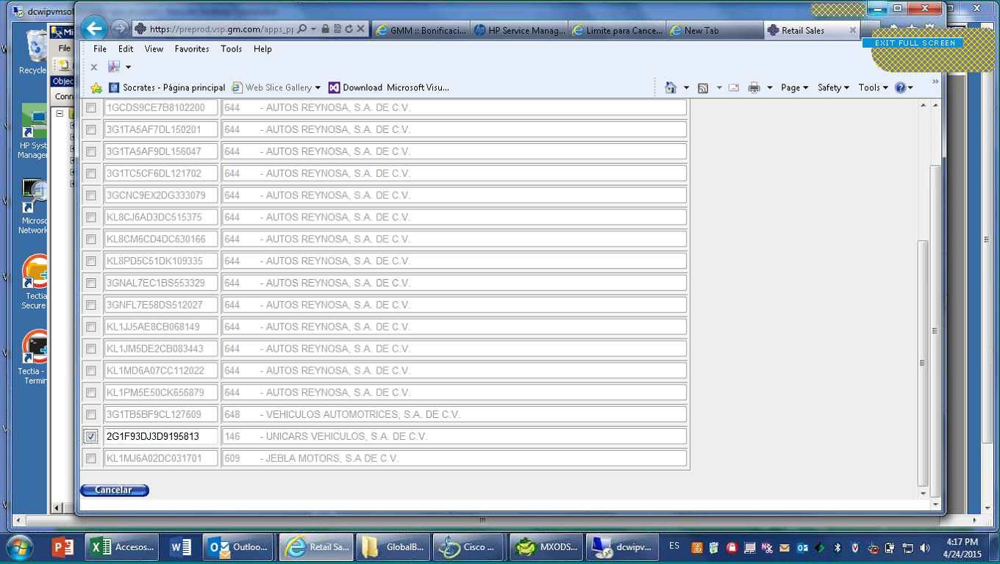 dcwipvmsof
https://preprod.vsp.gm.com/apps_pp
GMM :: Bonificaci...
HP Service Manag...
Limite para Cance...
New Tab
Retail Sales
EXIT FULL SCREEN
File Edit View Favorites Tools Help
Socrates - Página principal
Web Slice Gallery
Download Microsoft Visu...
Page
Safety
Tools
Mi
File
Objec
Conn
Recycle
HP Syst
Manage
Microso
Network
Tectia
Secure
Tectia -
Termin
1GCDS9CE7B8102200 644 - AUTOS REYNOSA, S.A. DE C.V.
3G1TA5AF7DL150201 644 - AUTOS REYNOSA, S.A. DE C.V.
3G1TA5AF9DL156047 644 - AUTOS REYNOSA, S.A. DE C.V.
3G1TC5CF6DL121702 644 - AUTOS REYNOSA, S.A. DE C.V.
3GCNC9EX2DG333079 644 - AUTOS REYNOSA, S.A. DE C.V.
KL8CJ6AD3DC515375 644 - AUTOS REYNOSA, S.A. DE C.V.
KL8CM6CD4DC630166 644 - AUTOS REYNOSA, S.A. DE C.V.
KL8PD5C51DK109335 644 - AUTOS REYNOSA, S.A. DE C.V.
3GNAL7EC1BS553329 644 - AUTOS REYNOSA, S.A. DE C.V.
3GNFL7E58DS512027 644 - AUTOS REYNOSA, S.A. DE C.V.
KL1JJ5AE8CB068149 644 - AUTOS REYNOSA, S.A. DE C.V.
KL1JM5DE2CB083443 644 - AUTOS REYNOSA, S.A. DE C.V.
KL1MD6A07CC112022 644 - AUTOS REYNOSA, S.A. DE C.V.
KL1PM5E50CK656879 644 - AUTOS REYNOSA, S.A. DE C.V.
3G1TB5BF9CL127609 648 - VEHICULOS AUTOMOTRICES, S.A. DE C.V.
2G1F93DJ3D9195813 146 - UNICARS VEHICULOS, S.A. DE C.V.
KL1MJ6A02DC031701 609 - JEBLA MOTORS, S.A DE C.V.
Cancelar
Accesos...
Outloo...
Retail Sa...
GlobalB...
Cisco ...
MXODS...
dcwipv...
ES
4:17 PM
4/24/2015